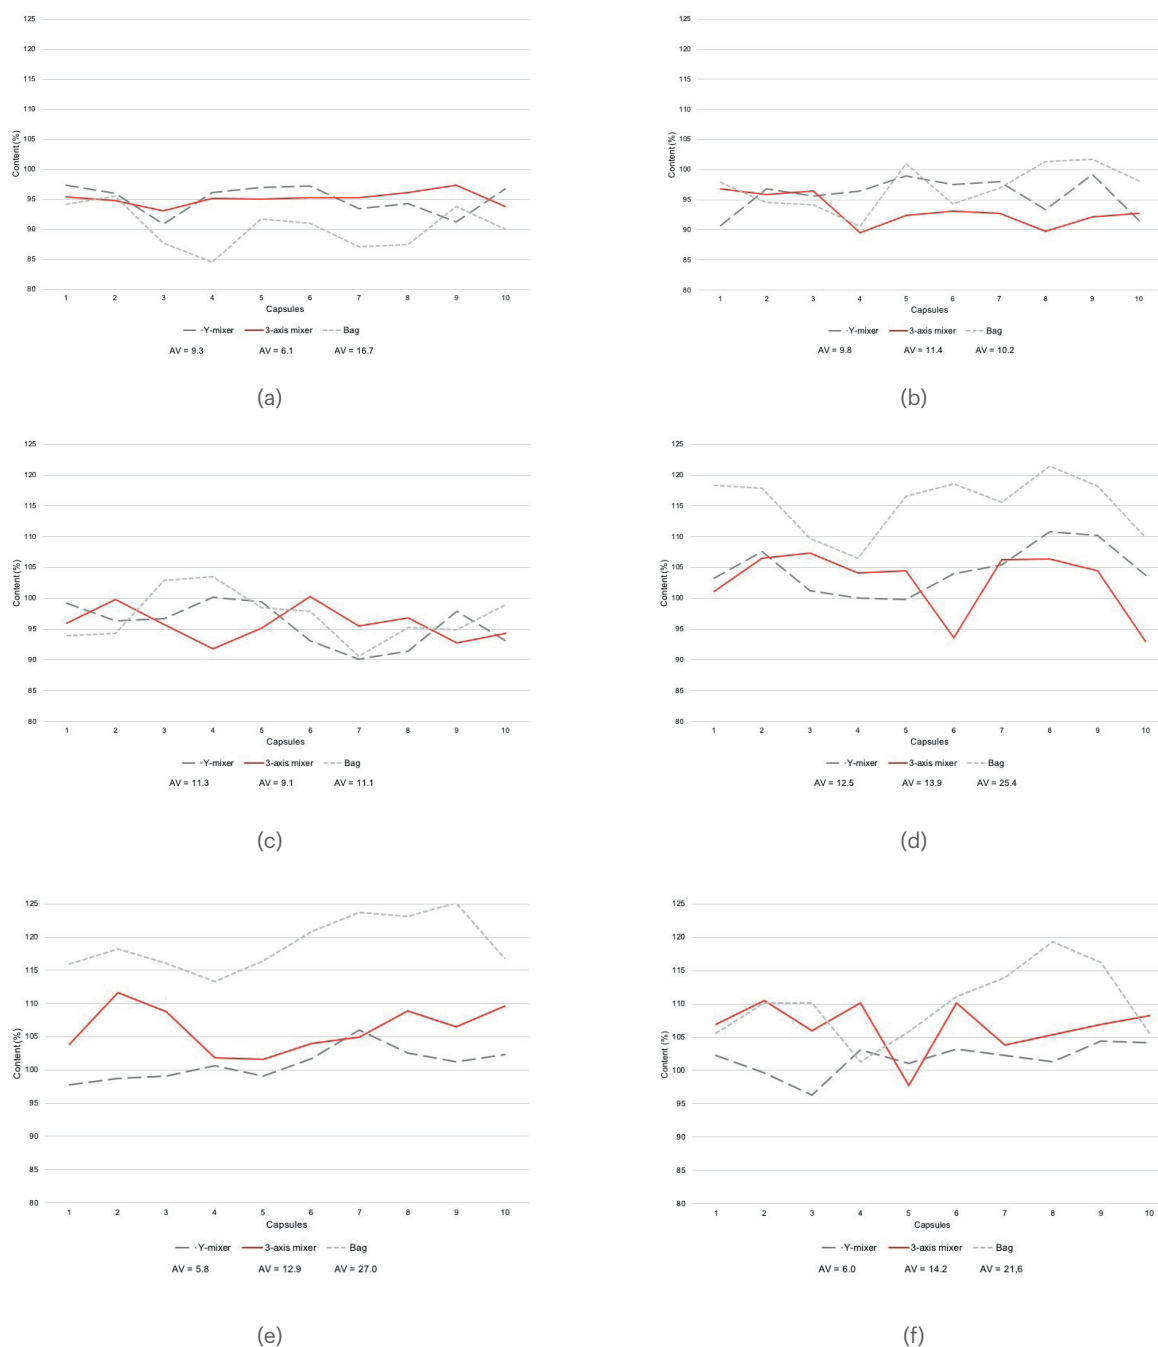 125
120
115
110
105
100
95
90
85
80
Content (%)
1 2 3 4 5 6 7 8 9 10
Capsules
Y-mixer 3-axis mixer Bag
AV = 9.3 AV = 6.1 AV = 16.7
(a)
125
120
115
110
105
100
95
90
85
80
Content (%)
1 2 3 4 5 6 7 8 9 10
Capsules
Y-mixer 3-axis mixer Bag
AV = 9.8 AV = 11.4 AV = 10.2
(b)
125
120
115
110
105
100
95
90
85
80
Content (%)
1 2 3 4 5 6 7 8 9 10
Capsules
Y-mixer 3-axis mixer Bag
AV = 11.3 AV = 9.1 AV = 11.1
(c)
125
120
115
110
105
100
95
90
85
80
Content (%)
1 2 3 4 5 6 7 8 9 10
Capsules
Y-mixer 3-axis mixer Bag
AV = 12.5 AV = 13.9 AV = 25.4
(d)
125
120
115
110
105
100
95
90
85
80
Content (%)
1 2 3 4 5 6 7 8 9 10
Capsules
Y-mixer 3-axis mixer Bag
AV = 5.8 AV = 12.9 AV = 27.0
(e)
125
120
115
110
105
100
95
90
85
80
Content (%)
1 2 3 4 5 6 7 8 9 10
Capsules
Y-mixer 3-axis mixer Bag
AV = 6.0 AV = 14.2 AV = 21,6
(f)